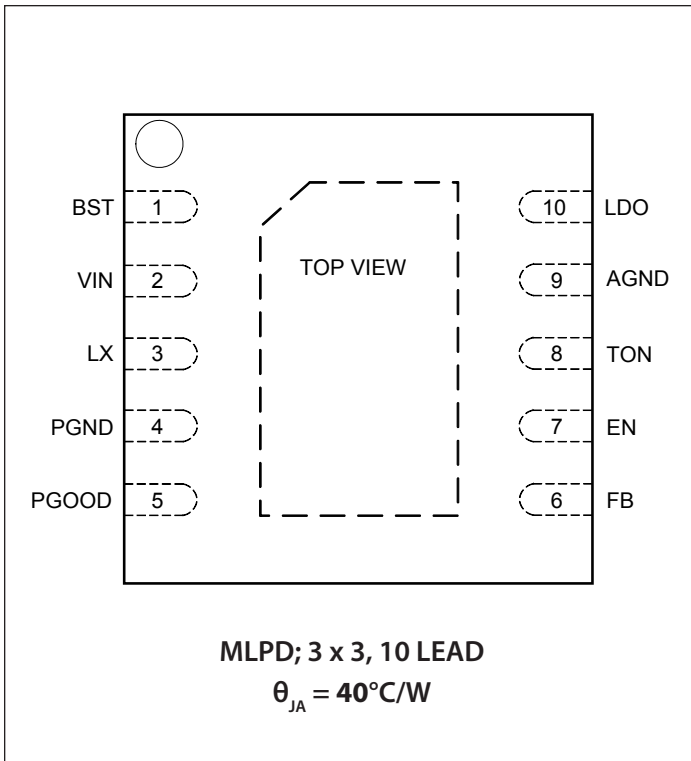 BST 1 10 LDO
TOP VIEW
VIN 2 9 AGND
LX 3 8 TON
PGND 4 7 EN
PGOOD 5 6 FB
MLPD; 3 x 3, 10 LEAD
θJA = 40°C/W